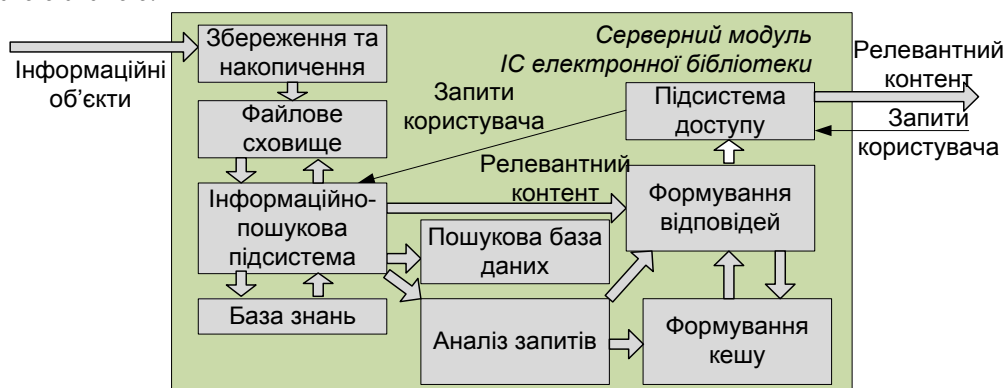 Збереження та
накопичення
Серверний модуль
ІС електронної бібліотеки
Інформаційні
об’єкти
Релевантний
контент
Запити
користувача
Підсистема
доступу
Файлове
сховище
Запити
користувача
Релевантний
контент
Інформаційно-
пошукова
підсистема
Формування
відповідей
Пошукова база
даних
База знань
Аналіз запитів
Формування
кешу